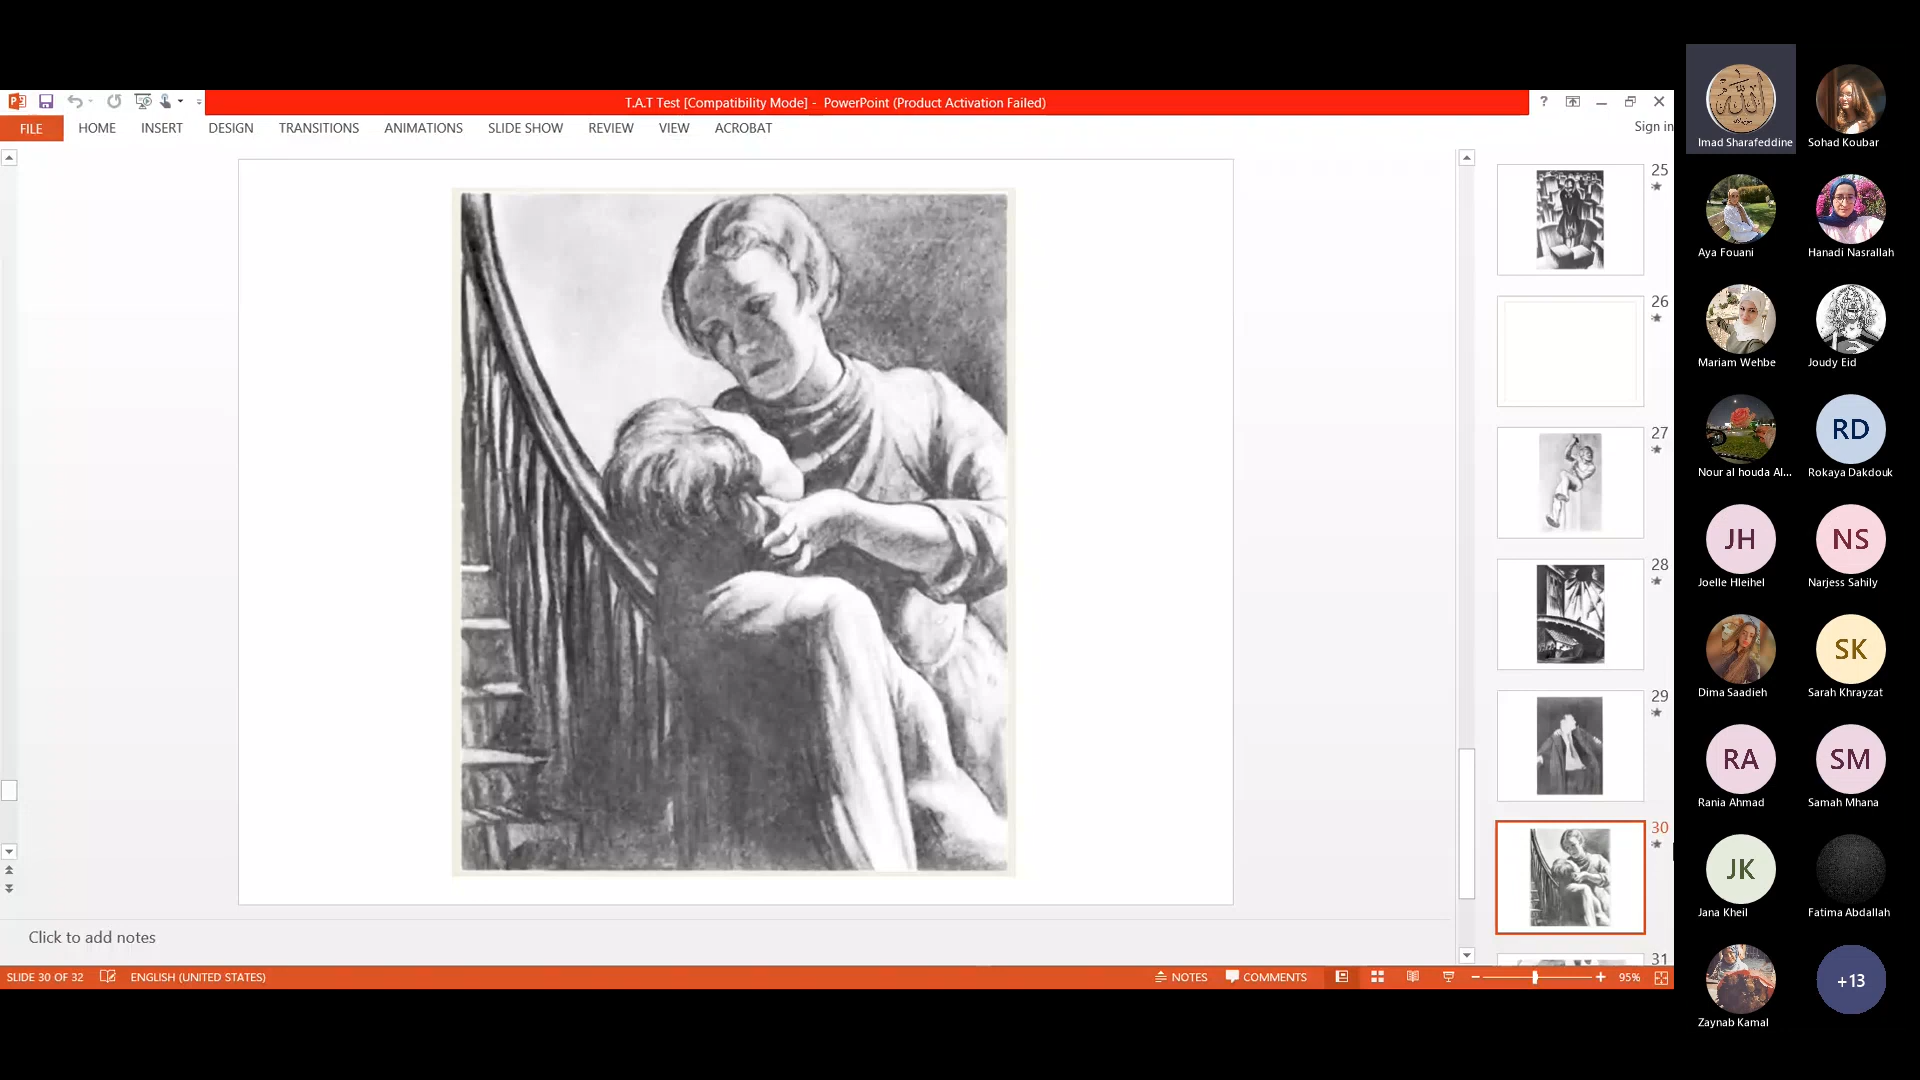 T.A.T Test [Compatibility Mode] - PowerPoint (Product Activation Failed)
?
FILE HOME INSERT DESIGN TRANSITIONS ANIMATIONS SLIDE SHOW REVIEW VIEW ACROBAT
Sign in
25
26
27
28
29
30
31
Click to add notes
SLIDE 30 OF 32 ENGLISH (UNITED STATES) NOTES COMMENTS 95%
Imad Sharafeddine Sohad Koubar
Aya Fouani Hanadi Nasrallah
Mariam Wehbe Joudy Eid
RD
Nour al houda Al... Rokaya Dakdouk
JH NS
Joelle Hleihel Narjess Sahily
SK
Dima Saadieh Sarah Khrayzat
RA SM
Rania Ahmad Samah Mhana
JK
Jana Kheil Fatima Abdallah
+13
Zaynab Kamal